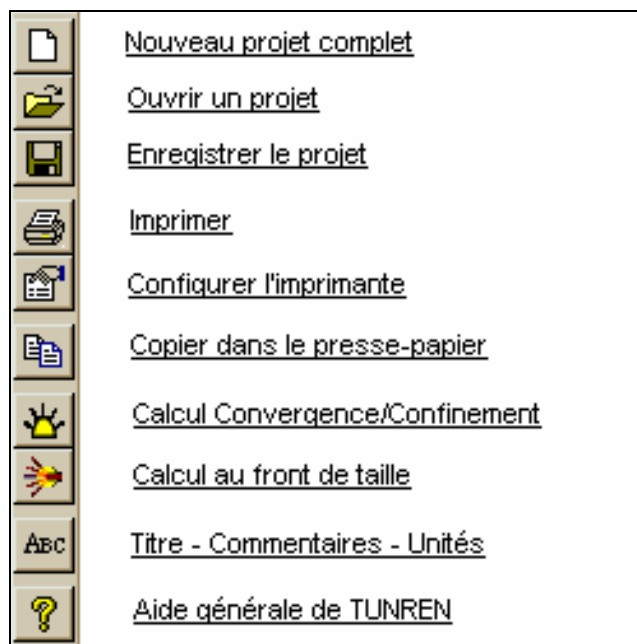 Nouveau projet complet
Ouvrir un projet
Enregistrer le projet
Imprimer
Configurer l'imprimante
Copier dans le presse-papier
Calcul Convergence/Confinement
Calcul au front de taille
ABC Titre - Commentaires - Unités
? Aide générale de TUNREN